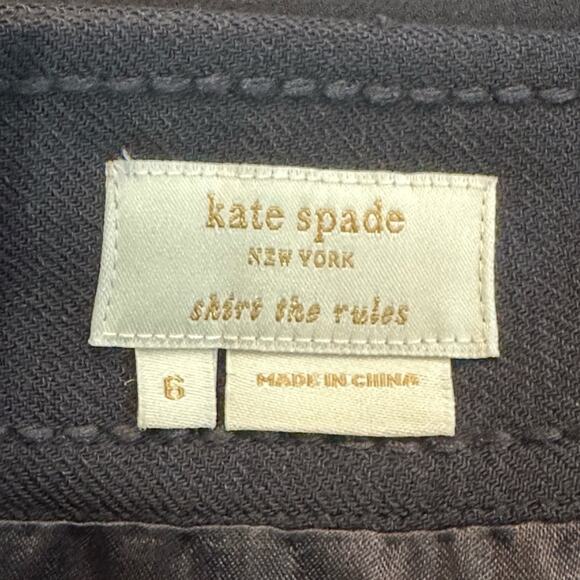 kate spade
NEW YORK
skirt the rules
6
MADE IN CHINA